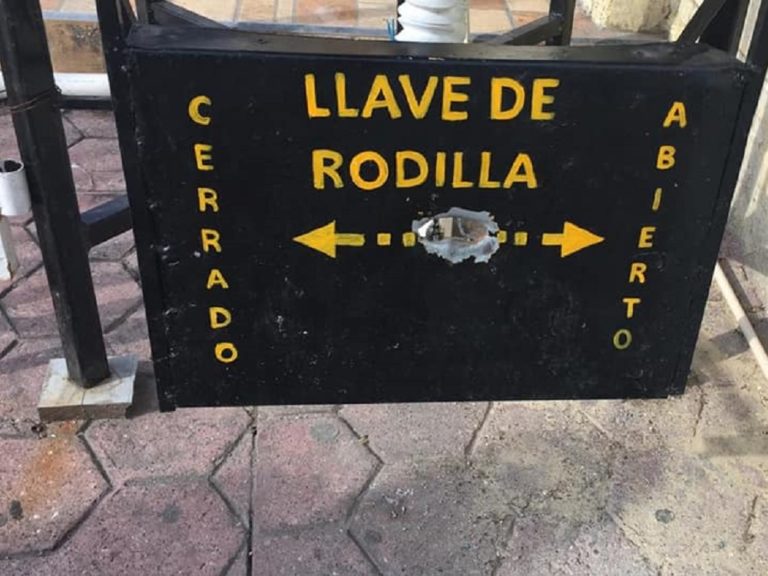 LLAVE DE
RODILLA
CERRADO
ABIERTO